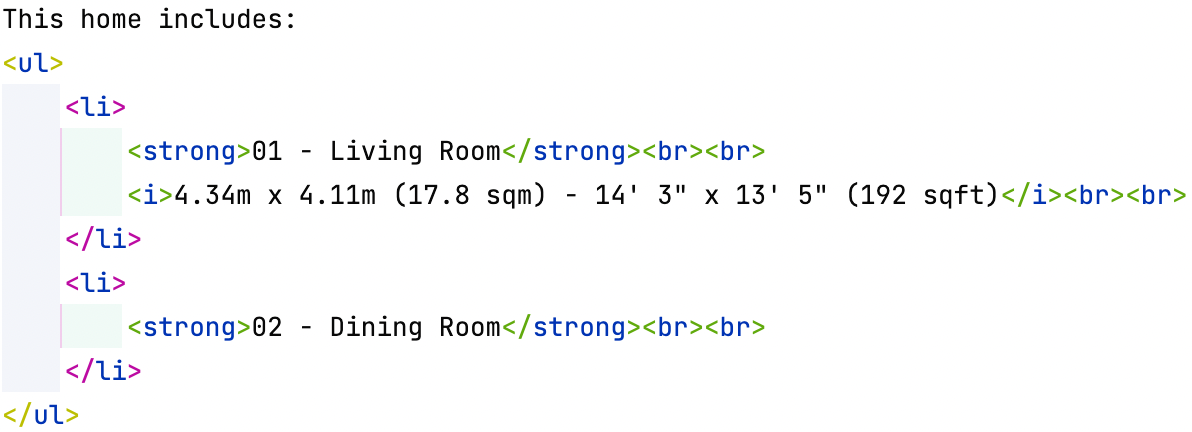 This home includes:
<ul>
<li>
<strong>01 - Living Room</strong><br><br>
<i>4.34m x 4.11m (17.8 sqm) - 14' 3" x 13' 5" (192 sqft)</i><br><br>
</li>
<li>
<strong>02 - Dining Room</strong><br><br>
</li>
</ul>